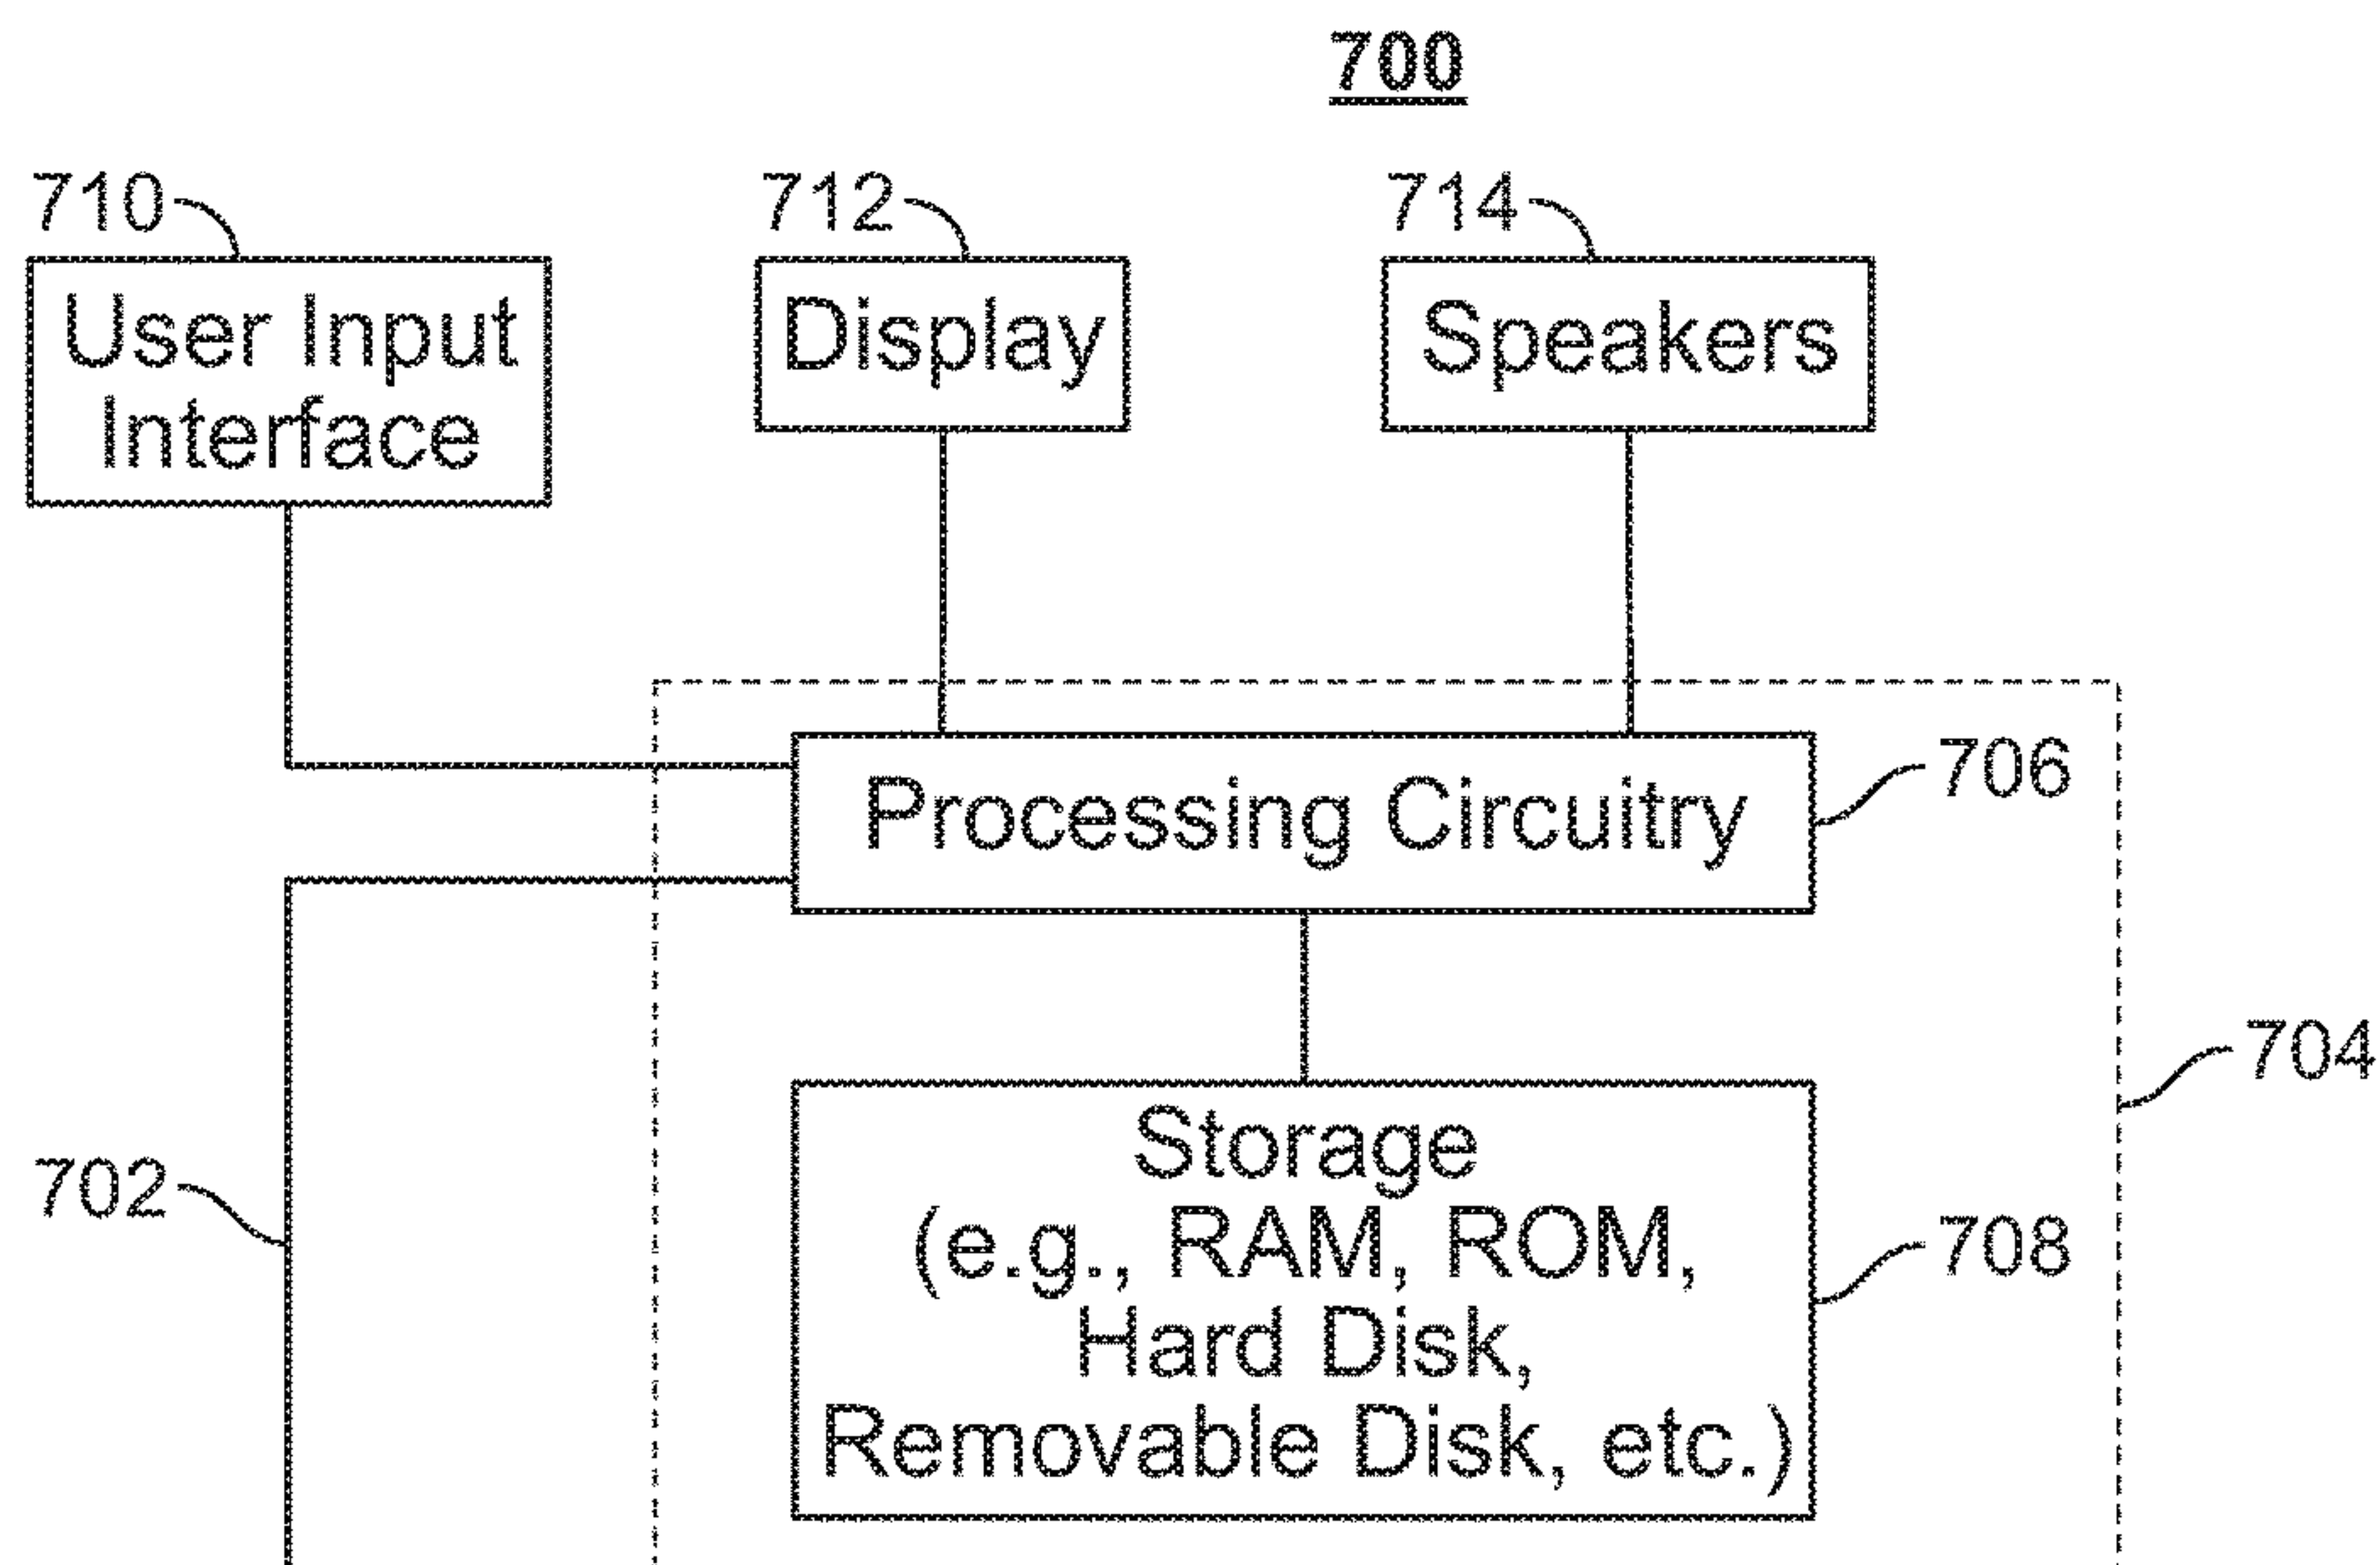 700
710
712
714
User Input
Interface
Display
Speakers
Processing Circuitry
706
704
702
Storage
(e.g., RAM, ROM,
Hard Disk,
Removable Disk, etc.)
708